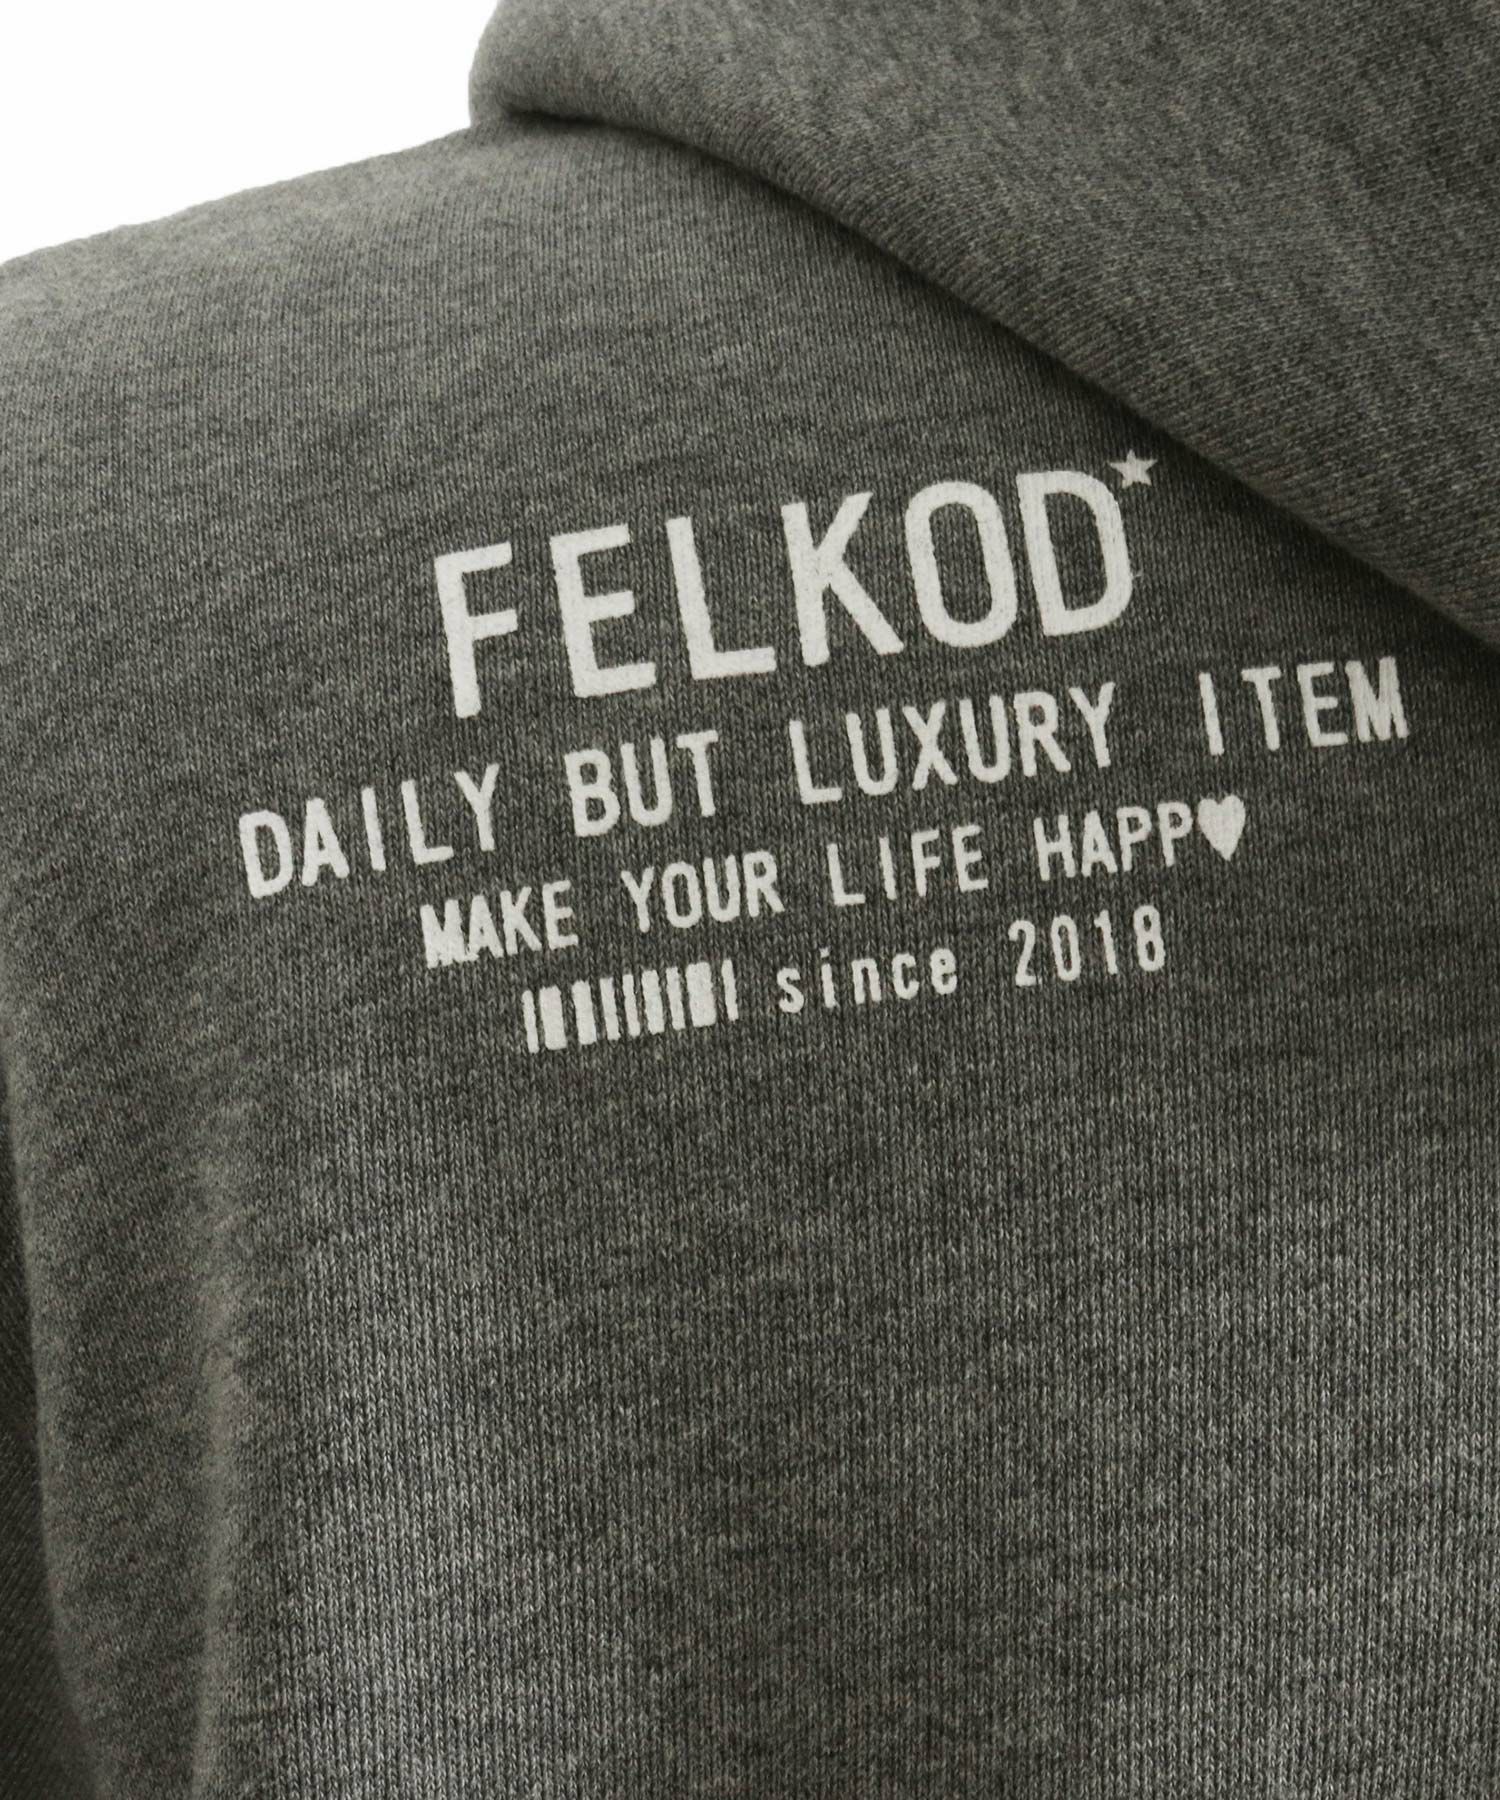 FELKOD★
DAILY BUT LUXURY ITEM
MAKE YOUR LIFE HAPP♥
since 2018